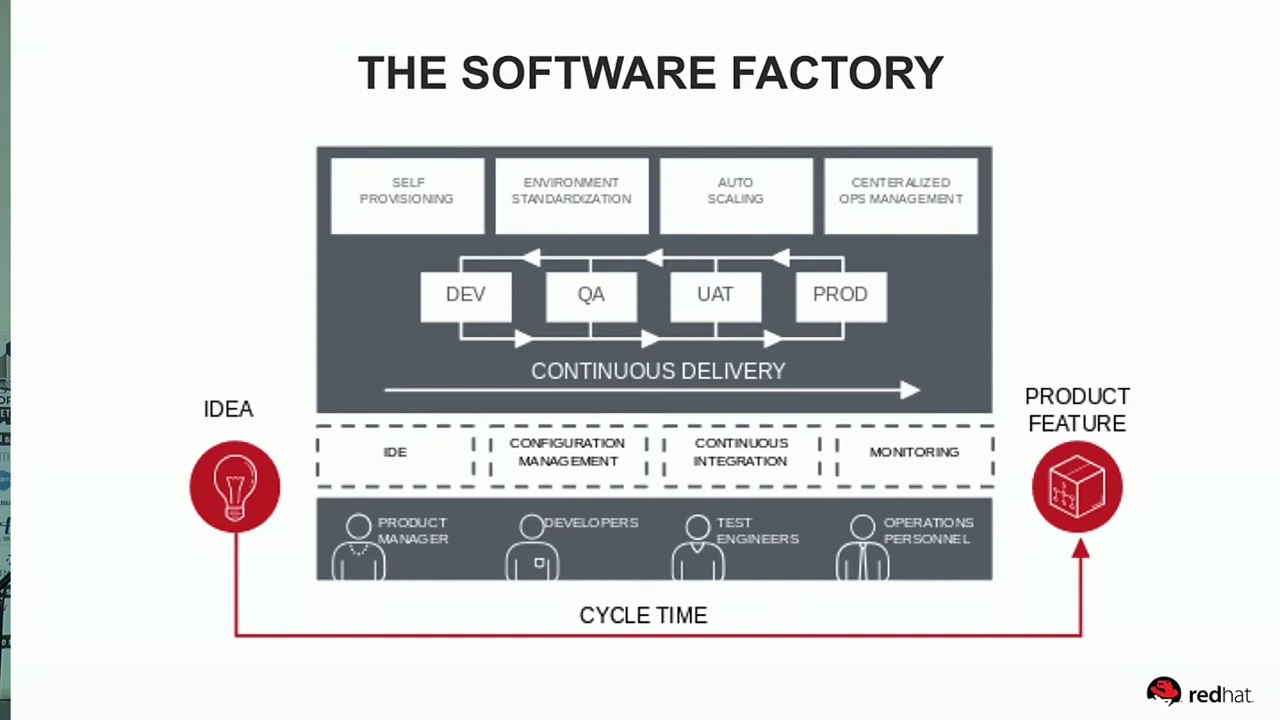 THE SOFTWARE FACTORY
SELF
PROVISIONING
ENVIRONMENT
STANDARDIZATION
AUTO
SCALING
CENTERALIZED
OPS MANAGEMENT
DEV
QA
UAT
PROD
CONTINUOUS DELIVERY
IDEA
PRODUCT
FEATURE
IDE
CONFIGURATION
MANAGEMENT
CONTINUOUS
INTEGRATION
MONITORING
PRODUCT
MANAGER
DEVELOPERS
TEST
ENGINEERS
OPERATIONS
PERSONNEL
CYCLE TIME
redhat.